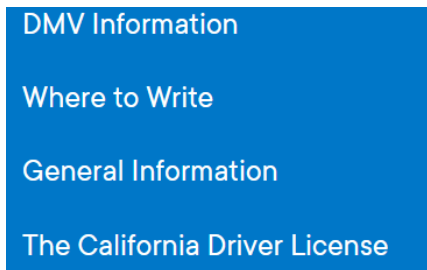 DMV Information
Where to Write
General Information
The California Driver License